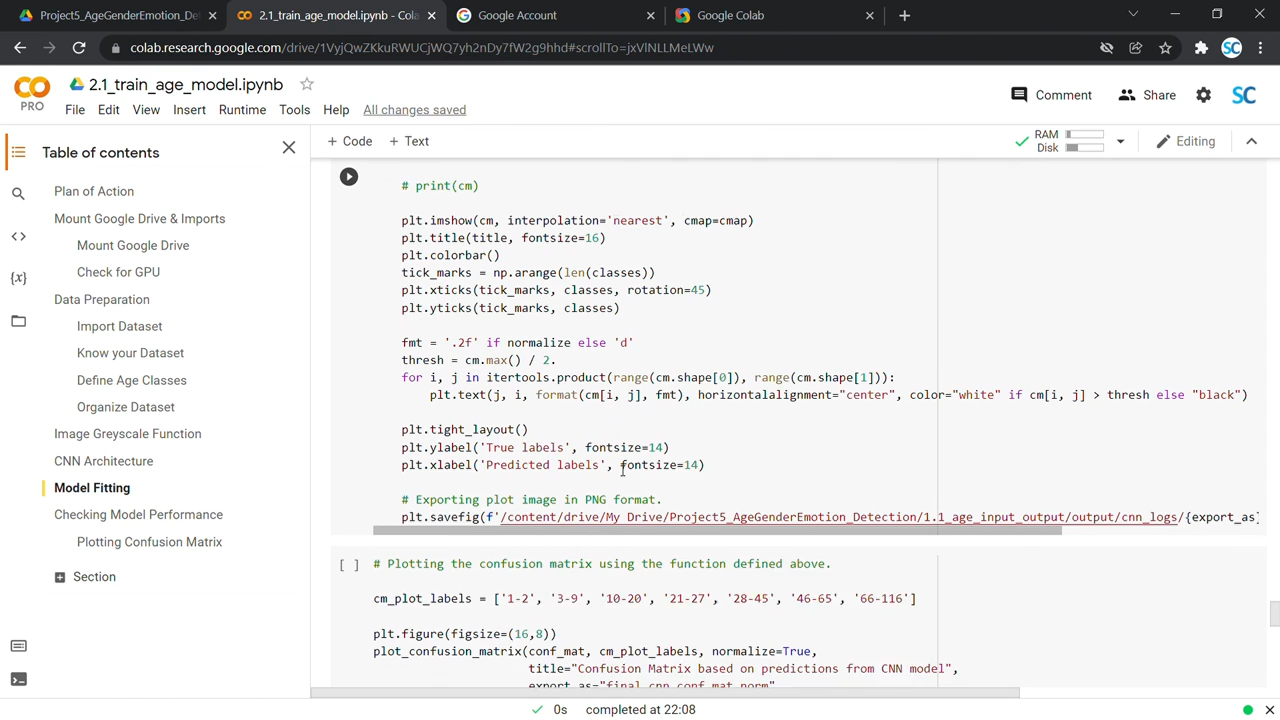 Project5_AgeGenderEmotion_De
2.1_train_age_model.ipynb - Cola
Google Account
Google Colab
colab.research.google.com/drive/1VyjQwZKkuRWUCjWQ7yh2nDy7fW2g9hhd#scrollTo=jxVlNLLMeLWw
SC
PRO
2.1_train_age_model.ipynb
File Edit View Insert Runtime Tools Help All changes saved
Comment
Share
SC
Table of contents
Plan of Action
Mount Google Drive & Imports
Mount Google Drive
Check for GPU
Data Preparation
Import Dataset
Know your Dataset
Define Age Classes
Organize Dataset
Image Greyscale Function
CNN Architecture
Model Fitting
Checking Model Performance
Plotting Confusion Matrix
Section
+ Code + Text
RAM
Disk
Editing
# print(cm)
plt.imshow(cm, interpolation='nearest', cmap=cmap)
plt.title(title, fontsize=16)
plt.colorbar()
tick_marks = np.arange(len(classes))
plt.xticks(tick_marks, classes, rotation=45)
plt.yticks(tick_marks, classes)
fmt = '.2f' if normalize else 'd'
thresh = cm.max() / 2.
for i, j in itertools.product(range(cm.shape[0]), range(cm.shape[1])):
plt.text(j, i, format(cm[i, j], fmt), horizontalalignment="center", color="white" if cm[i, j] > thresh else "black")
plt.tight_layout()
plt.ylabel('True labels', fontsize=14)
plt.xlabel('Predicted labels', fontsize=14)
# Exporting plot image in PNG format.
plt.savefig(f'/content/drive/My Drive/Project5_AgeGenderEmotion_Detection/1.1_age_input_output/output/cnn_logs/{export_as}
[ ] # Plotting the confusion matrix using the function defined above.
cm_plot_labels = ['1-2', '3-9', '10-20', '21-27', '28-45', '46-65', '66-116']
plt.figure(figsize=(16,8))
plot_confusion_matrix(conf_mat, cm_plot_labels, normalize=True,
title="Confusion Matrix based on predictions from CNN model",
export_as="final_cnn_conf_mat_norm"
0s completed at 22:08